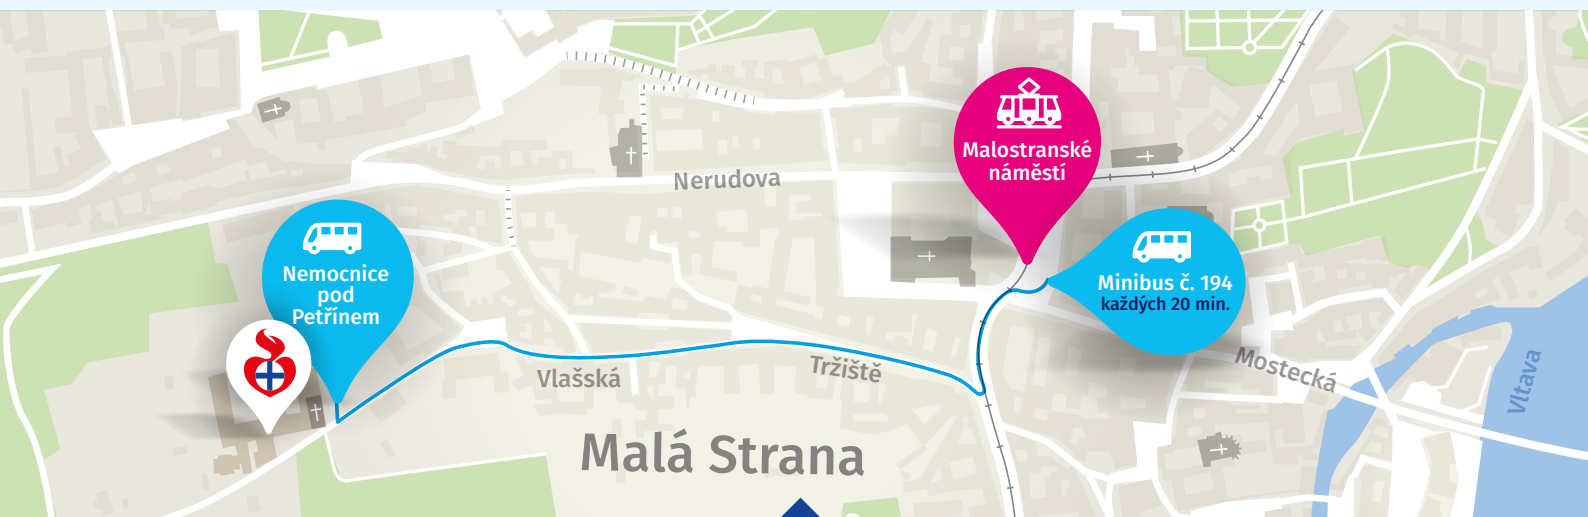 Malostranské
náměstí
Nerudova
Nemocnice
pod
Petřínem
Minibus č. 194
každých 20 min.
Mostecká
Tržiště
Vlašská
Vltava
Malá Strana